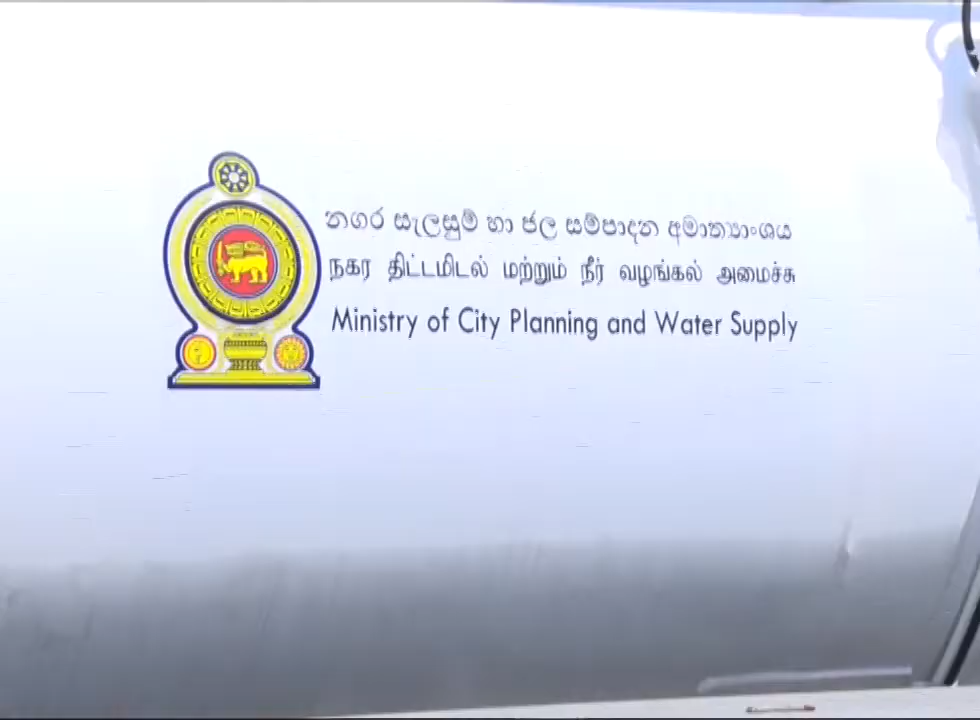 නගර සැලසුම් හා ජල සම්පාදන අමාත්‍යාංශය
நகர திட்டமிடல் மற்றும் நீர் வழங்கல் அமைச்சு
Ministry of City Planning and Water Supply